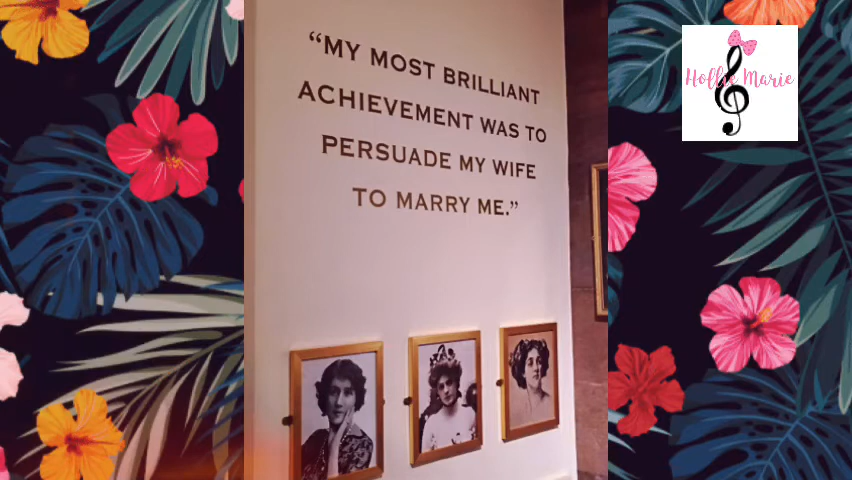 “MY MOST BRILLIANT
ACHIEVEMENT WAS TO
PERSUADE MY WIFE
TO MARRY ME.”
Hollie Marie